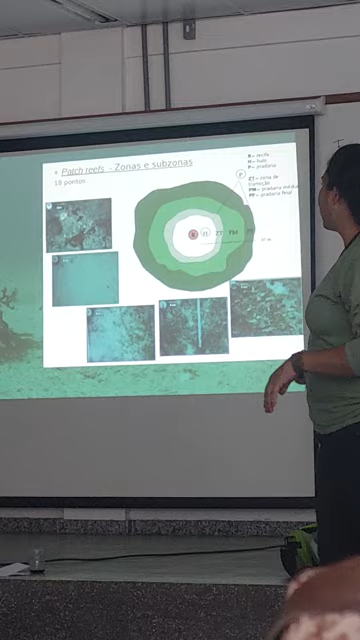 • Patch reefs - Zonas e subzonas
18 pontos
R= recife
H= halo
P= pradaria
ZT= zona de
transição
PM= pradaria média
PF= pradaria final
P
R
H
ZT
PM